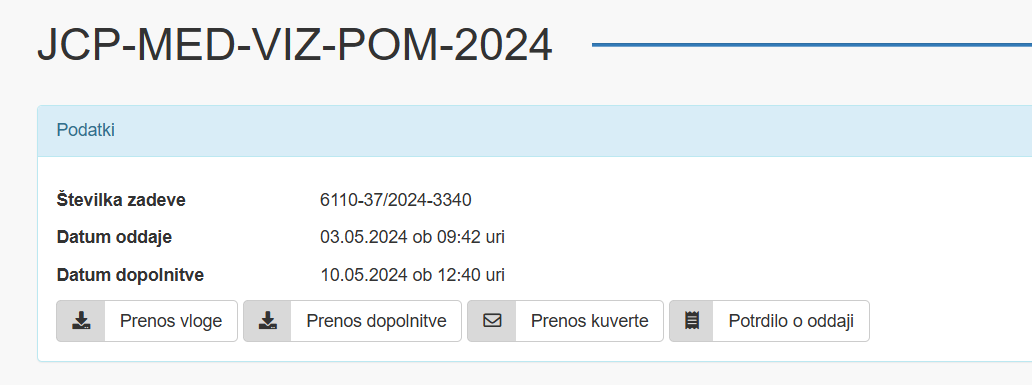 JCP-MED-VIZ-POM-2024
Podatki
Številka zadeve 6110-37/2024-3340
Datum oddaje 03.05.2024 ob 09:42 uri
Datum dopolnitve 10.05.2024 ob 12:40 uri
Prenos vloge Prenos dopolnitve Prenos kuverte Potrdilo o oddaji